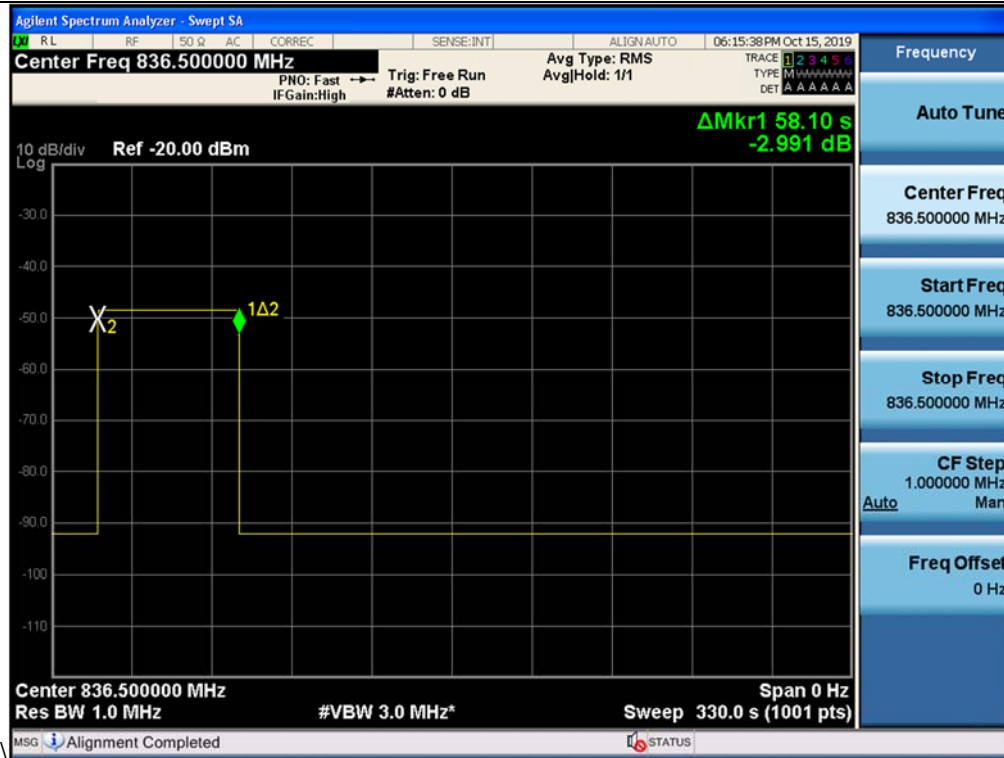 Agilent Spectrum Analyzer - Swept SA
LXI RL RF 50 Ω AC CORREC SENSE:INT ALIGNAUTO 06:15:38 PM Oct 15, 2019
Center Freq 836.500000 MHz
PNO: Fast
IFGain:High
Trig: Free Run
#Atten: 0 dB
Avg Type: RMS
Avg|Hold: 1/1
TRACE 1 2 3 4 5 6
TYPE M
DET A A A A A A
ΔMkr1 58.10 s
-2.991 dB
10 dB/div Ref -20.00 dBm
Log
-30.0
-40.0
-50.0
-60.0
-70.0
-80.0
-90.0
-100
-110
X2
1Δ2
Center 836.500000 MHz Span 0 Hz
Res BW 1.0 MHz #VBW 3.0 MHz* Sweep 330.0 s (1001 pts)
MSG Alignment Completed STATUS
\
Frequency
Auto Tune
Center Freq
836.500000 MHz
Start Freq
836.500000 MHz
Stop Freq
836.500000 MHz
CF Step
1.000000 MHz
Auto Man
Freq Offset
0 Hz